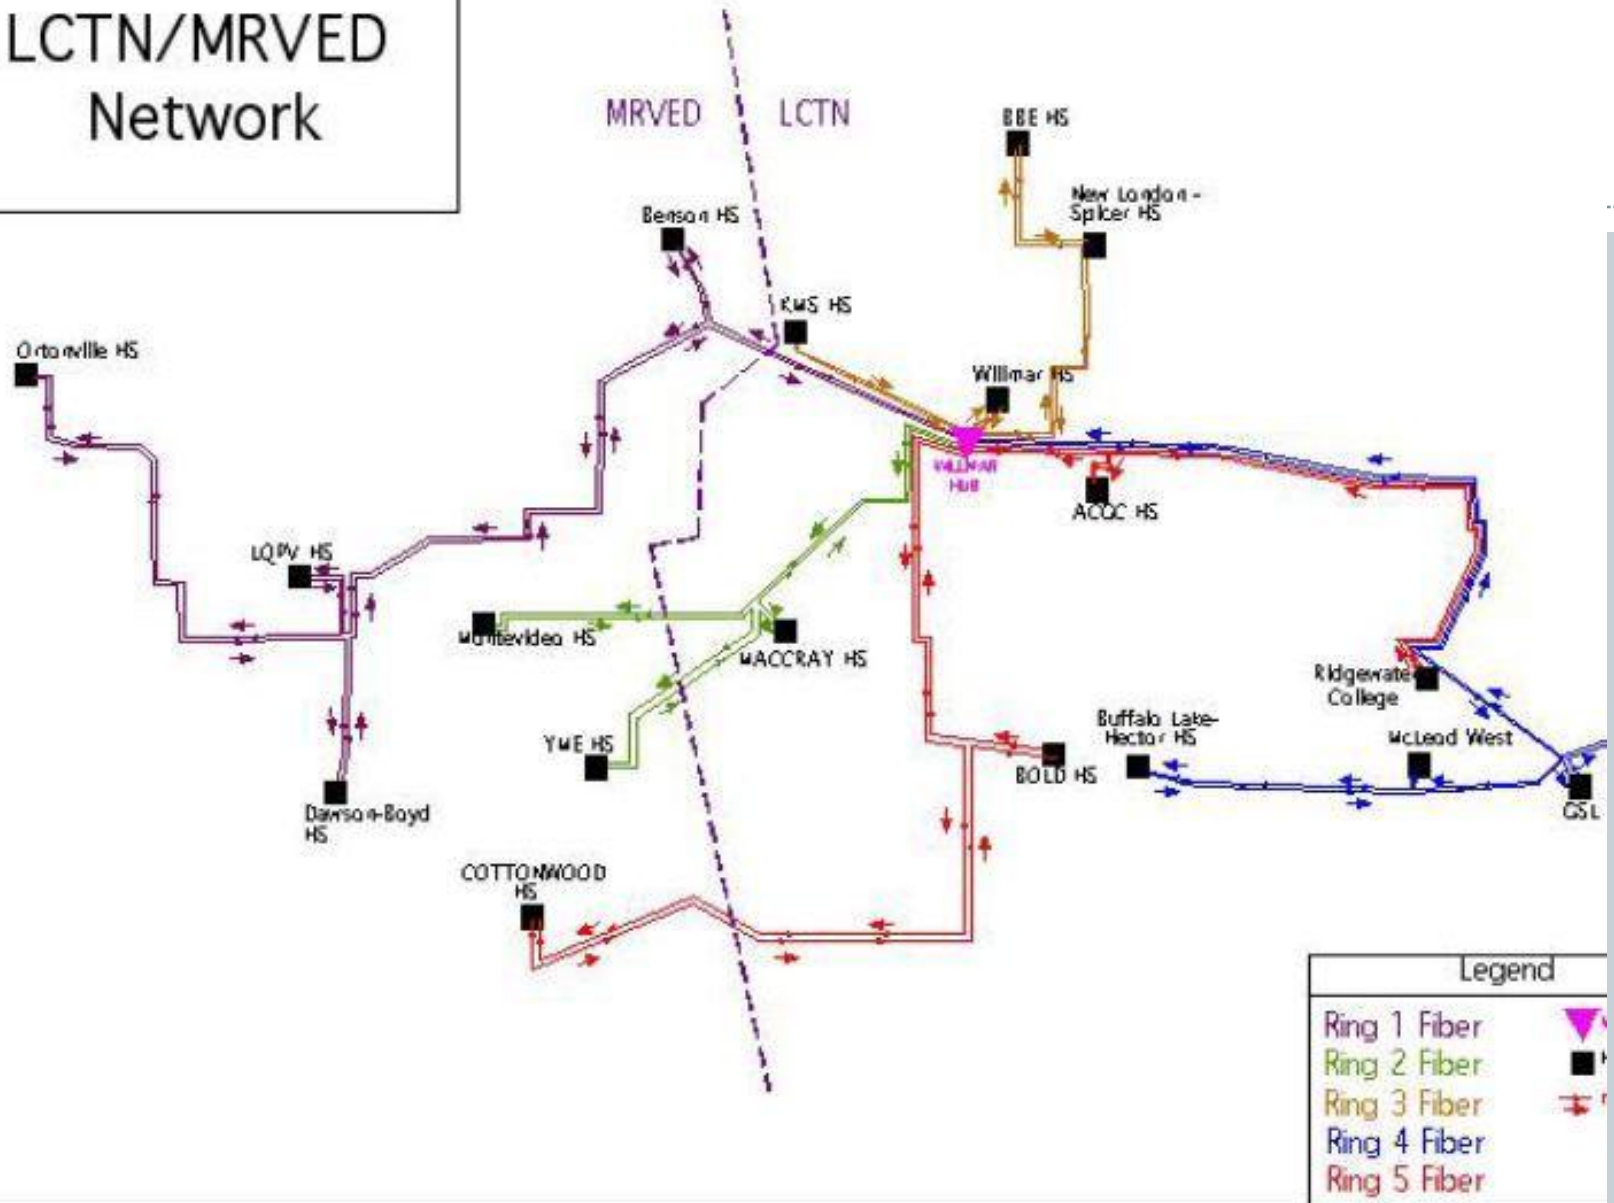 LCTN/MRVED
Network
MRVED
LCTN
BBE HS
New London -
Spicer HS
Benson HS
KMS HS
Ortonville HS
Willmar HS
WILLMAR
HUB
ACGC HS
LQPV HS
Montevideo HS
MACCRAY HS
Ridgewater
College
Buffalo Lake-
Hector HS
McLeod West
YME HS
BOLD HS
GSL
Dawson-Boyd
HS
COTTONWOOD
HS
Legend
Ring 1 Fiber
Ring 2 Fiber
Ring 3 Fiber
Ring 4 Fiber
Ring 5 Fiber